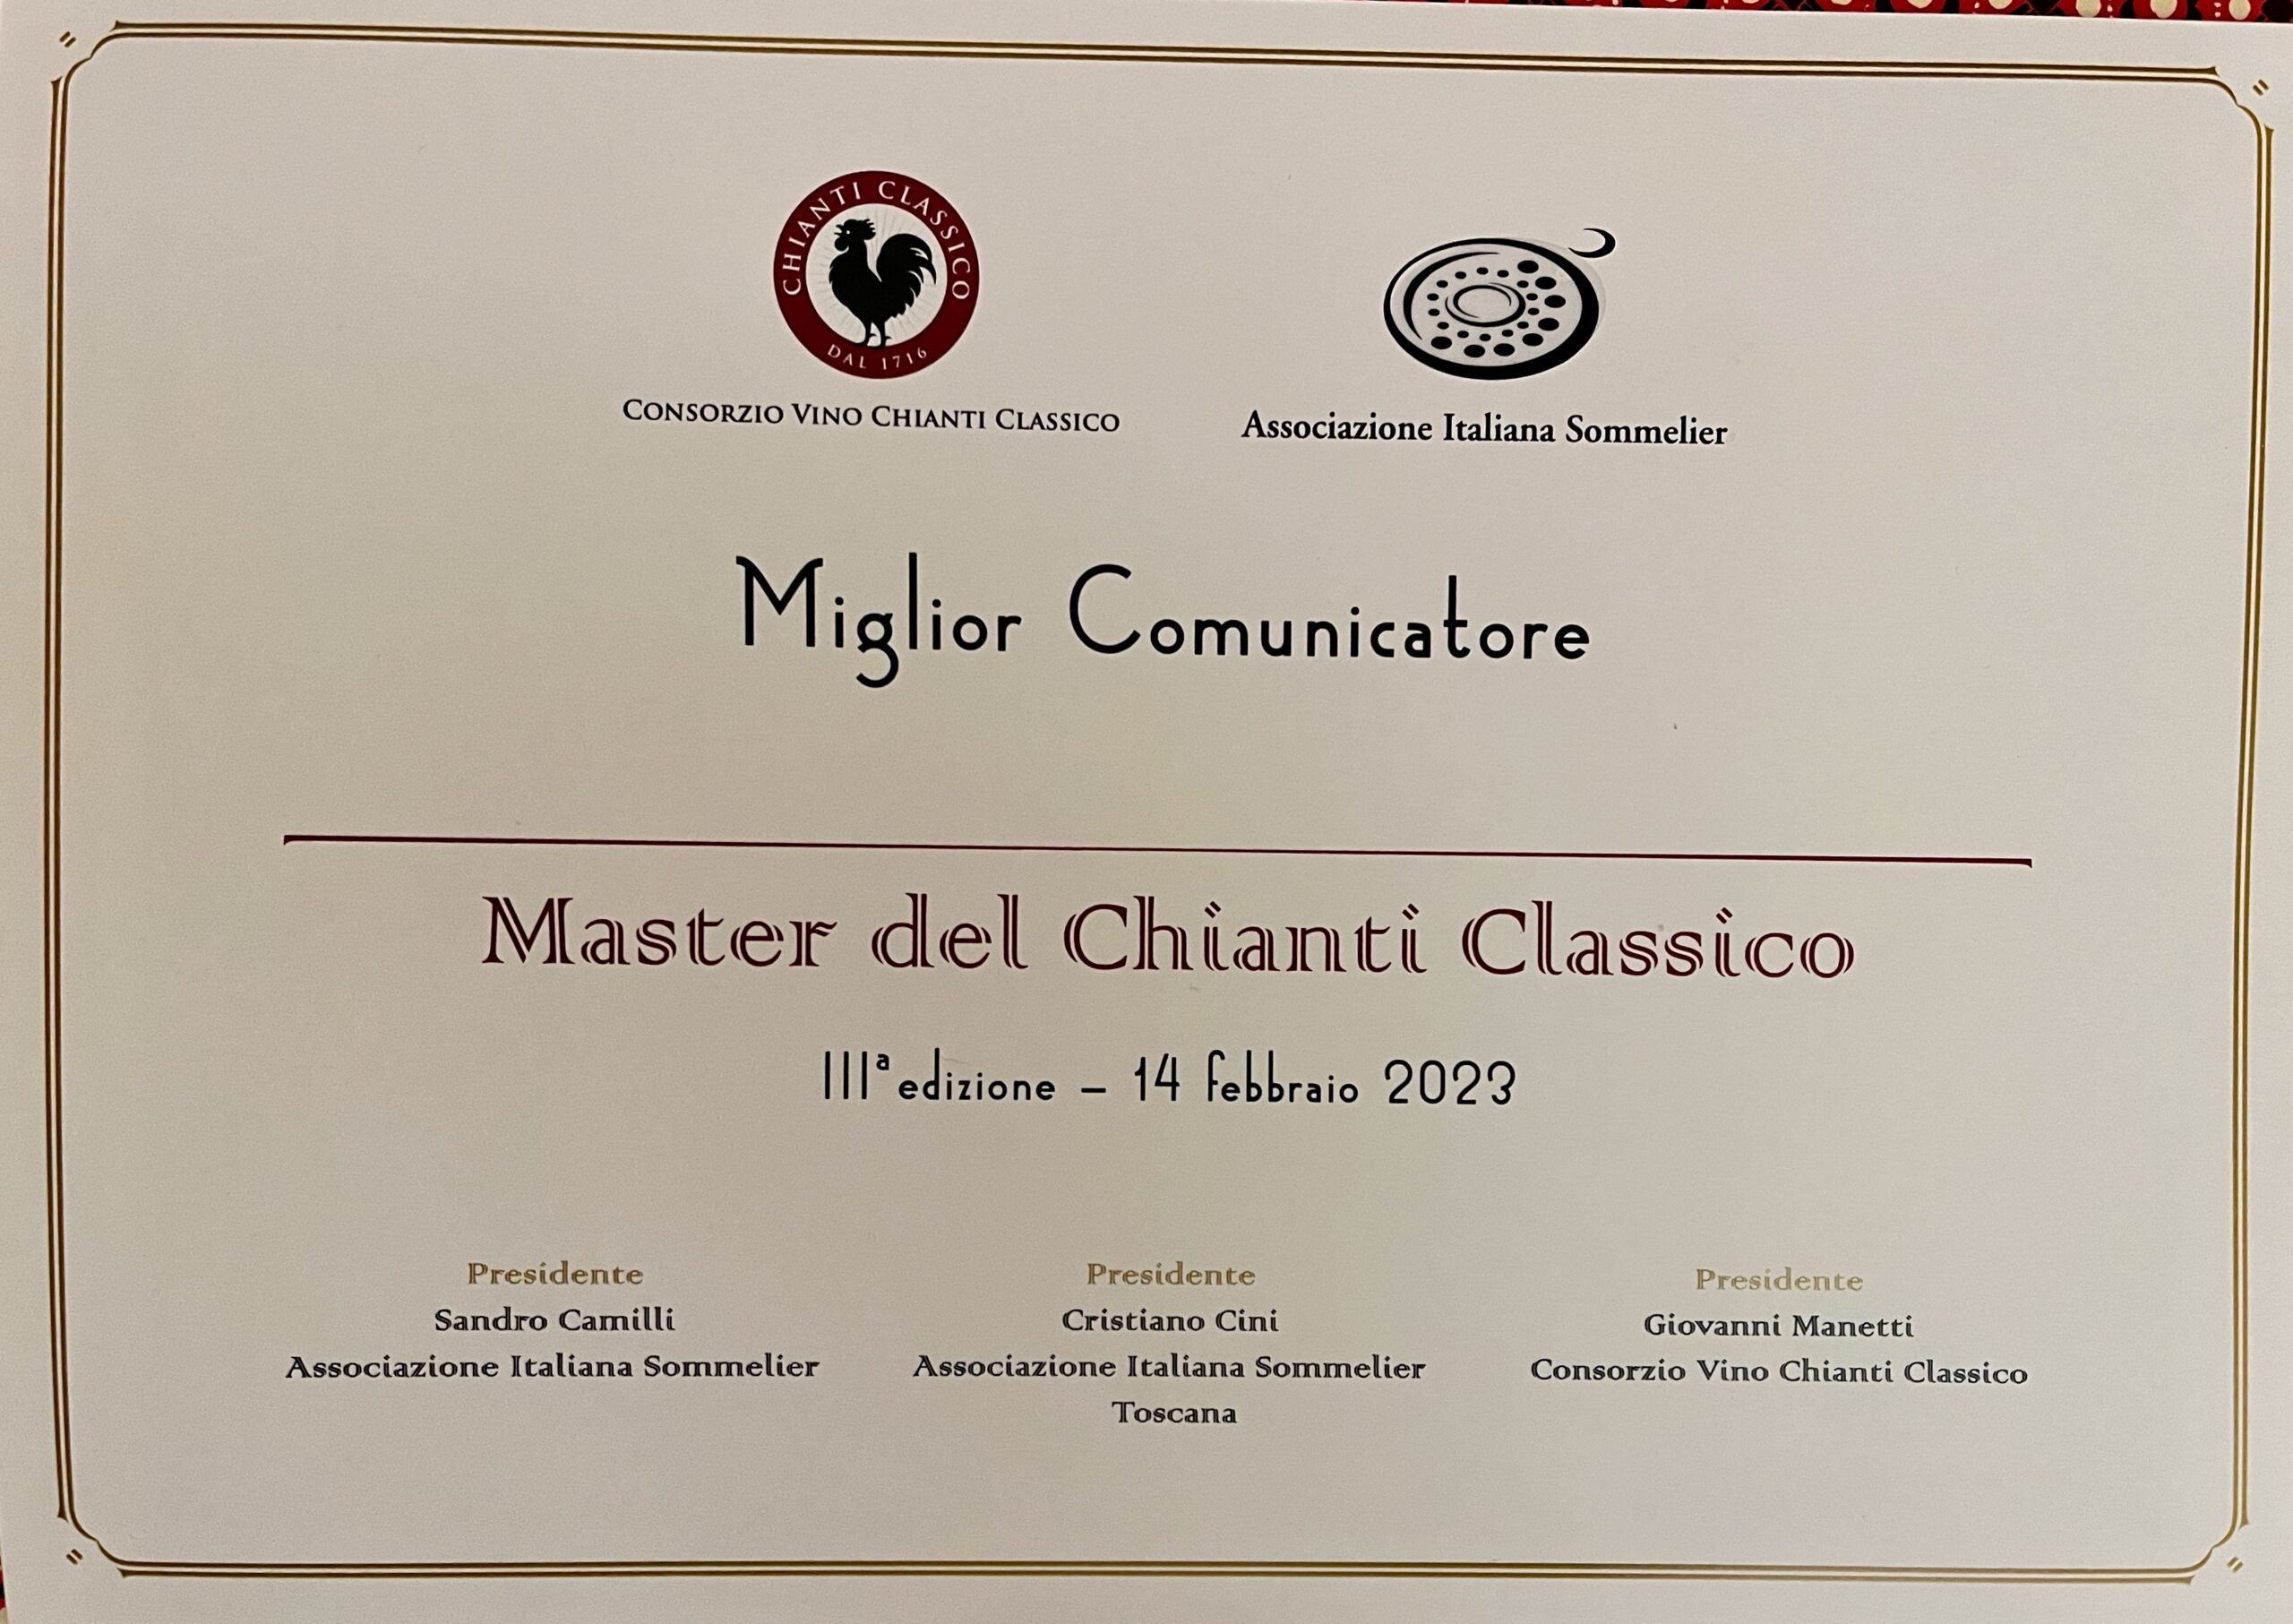 CHIANTI CLASSICO
DAL 1716
CONSORZIO VINO CHIANTI CLASSICO
Associazione Italiana Sommelier
Miglior Comunicatore
Master del Chianti Classico
IIIª edizione – 14 febbraio 2023
Presidente
Sandro Camilli
Associazione Italiana Sommelier
Presidente
Cristiano Cini
Associazione Italiana Sommelier
Toscana
Presidente
Giovanni Manetti
Consorzio Vino Chianti Classico